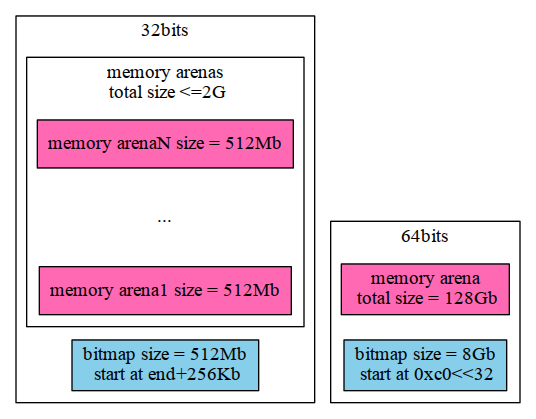 32bits
memory arenas
total size <=2G
memory arenaN size = 512Mb
...
memory arena1 size = 512Mb
bitmap size = 512Mb
start at end+256Kb
64bits
memory arena
total size = 128Gb
bitmap size = 8Gb
start at 0xc0<<32